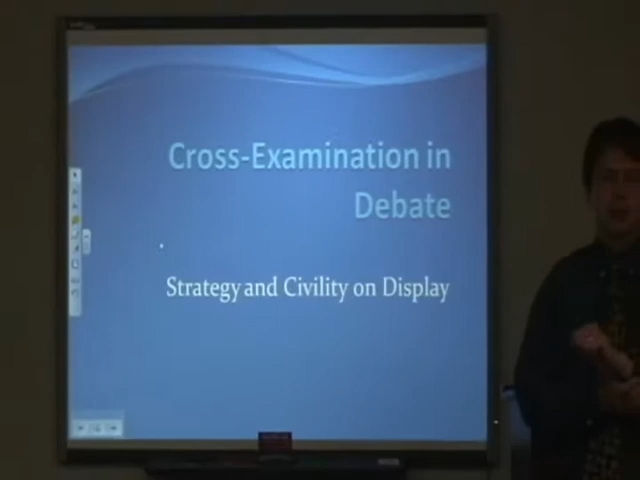 Cross-Examination in
Debate
Strategy and Civility on Display